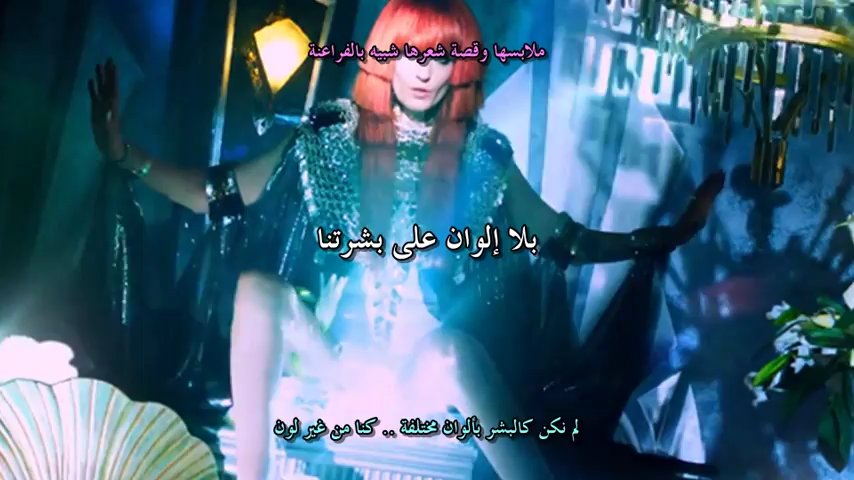 ملابسها وقصة شعرها شبيه بالفراعنة
بلا إلوان على بشرتنا
لم نكن كالبشر بألوان مختلفة .. كنا من غير لون